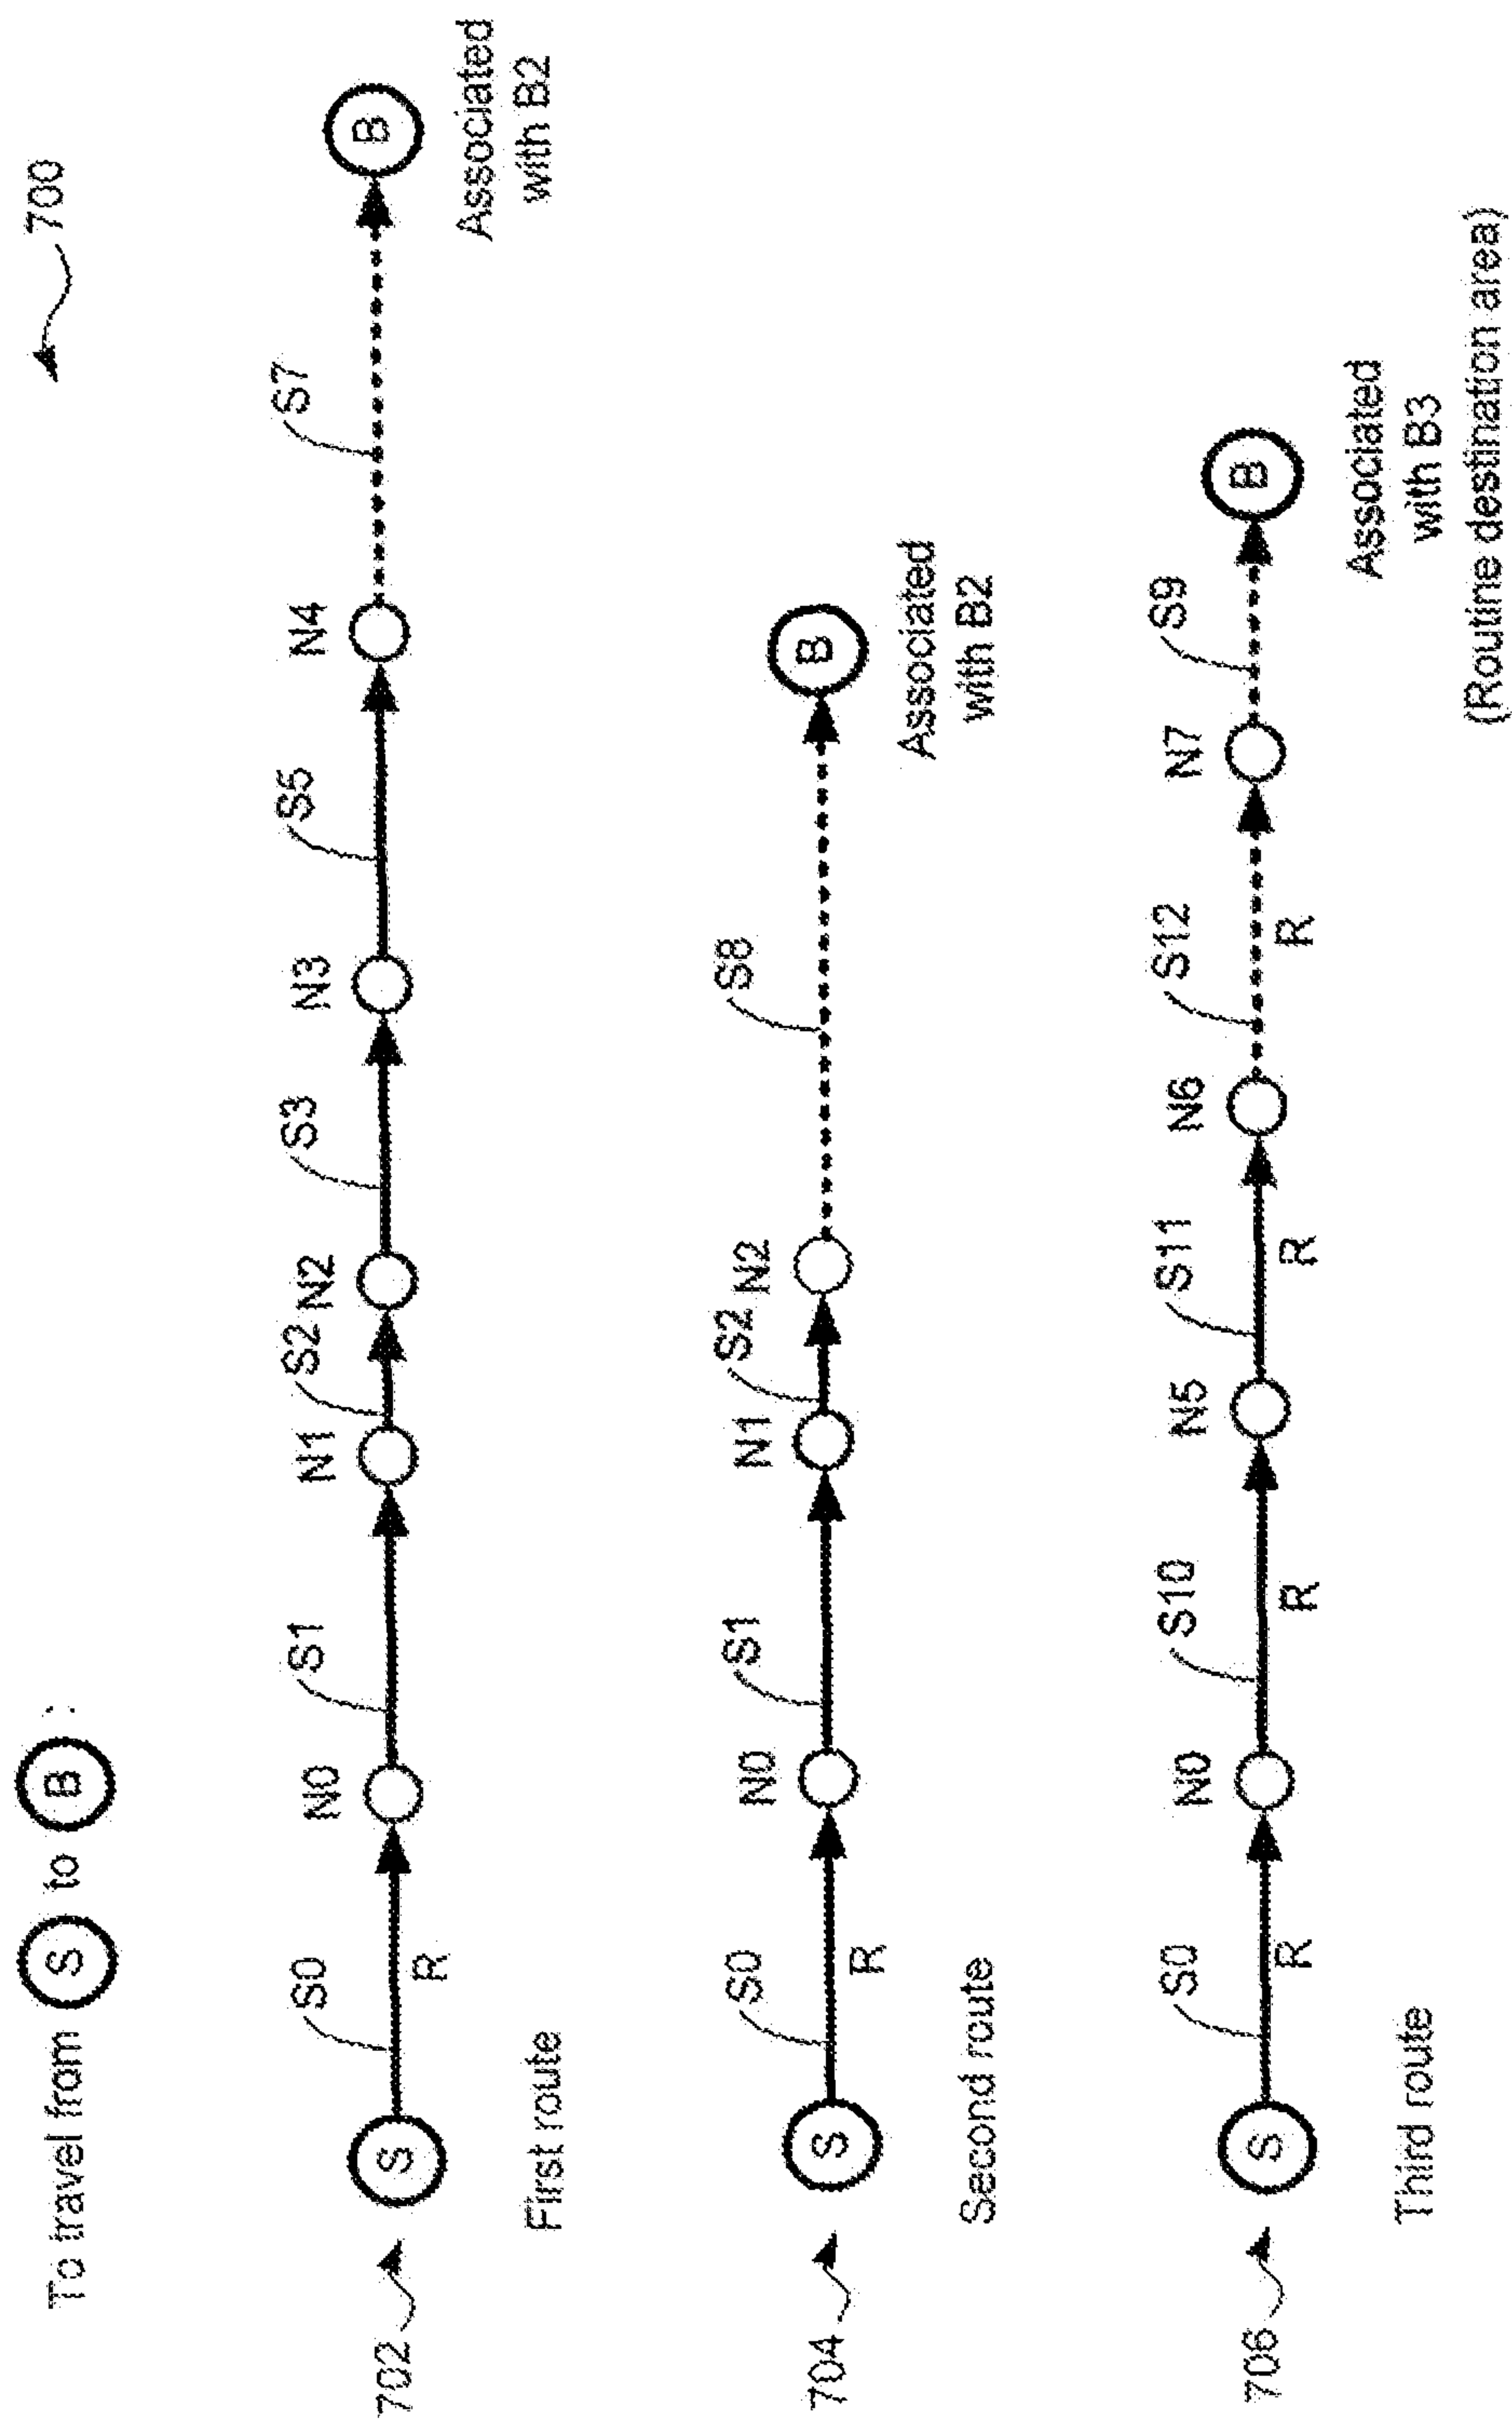 700
To travel from S to B :
702
S0 S1 S2 S3 S5 S7
S N0 N1 N2 N3 N4 B
R
First route
Associated
with B2
704
S0 S1 S2 S8
S N0 N1 N2 B
R
Second route
Associated
with B2
706
S0 S10 S11 S12 S9
S N0 N5 N6 N7 B
R R R R
Third route
Associated
with B3
(Routine destination area)